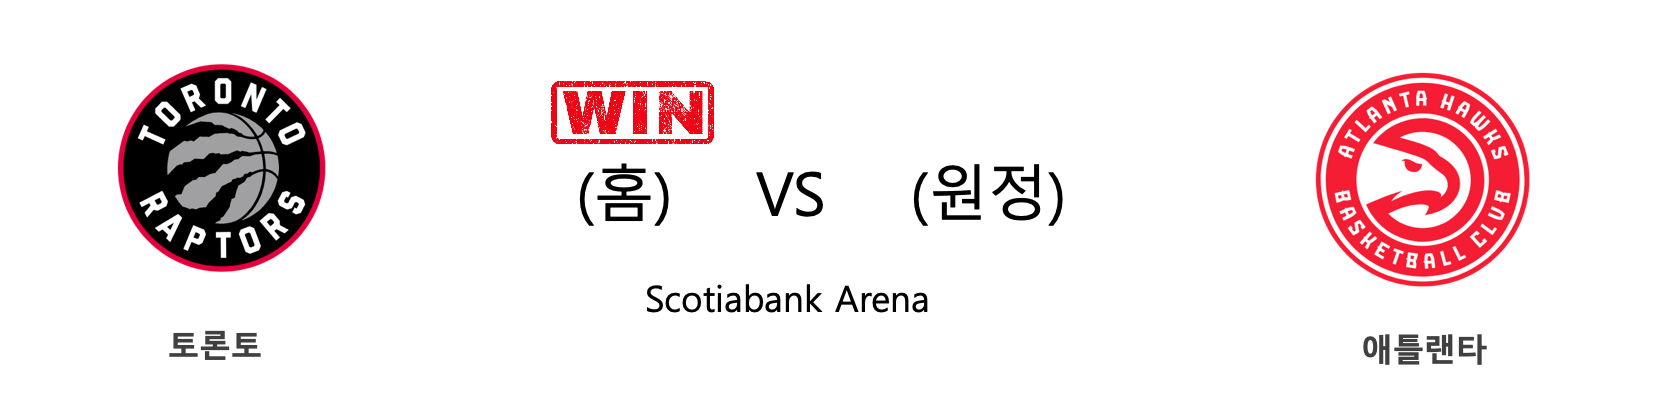 TORONTO
RAPTORS
토론토
WIN
(홈) VS (원정)
Scotiabank Arena
ATLANTA HAWKS
BASKETBALL CLUB
애틀랜타